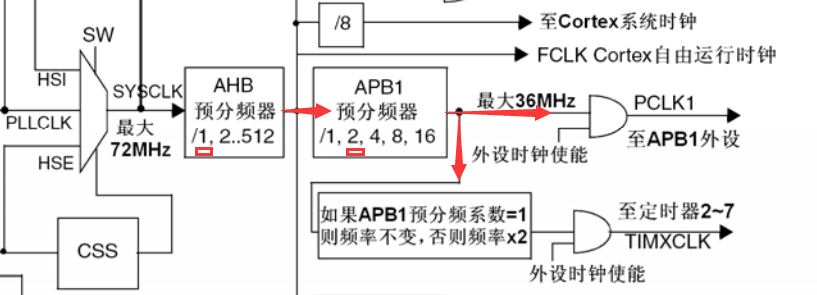 /8
至Cortex系统时钟
FCLK Cortex自由运行时钟
SW
HSI
PLLCLK
HSE
SYSCLK
最大
72MHz
AHB
预分频器
/1, 2..512
APB1
预分频器
/1, 2, 4, 8, 16
最大36MHz
PCLK1
至APB1外设
外设时钟使能
如果APB1预分频系数=1
则频率不变，否则频率x2
至定时器2~7
TIMXCLK
外设时钟使能
CSS